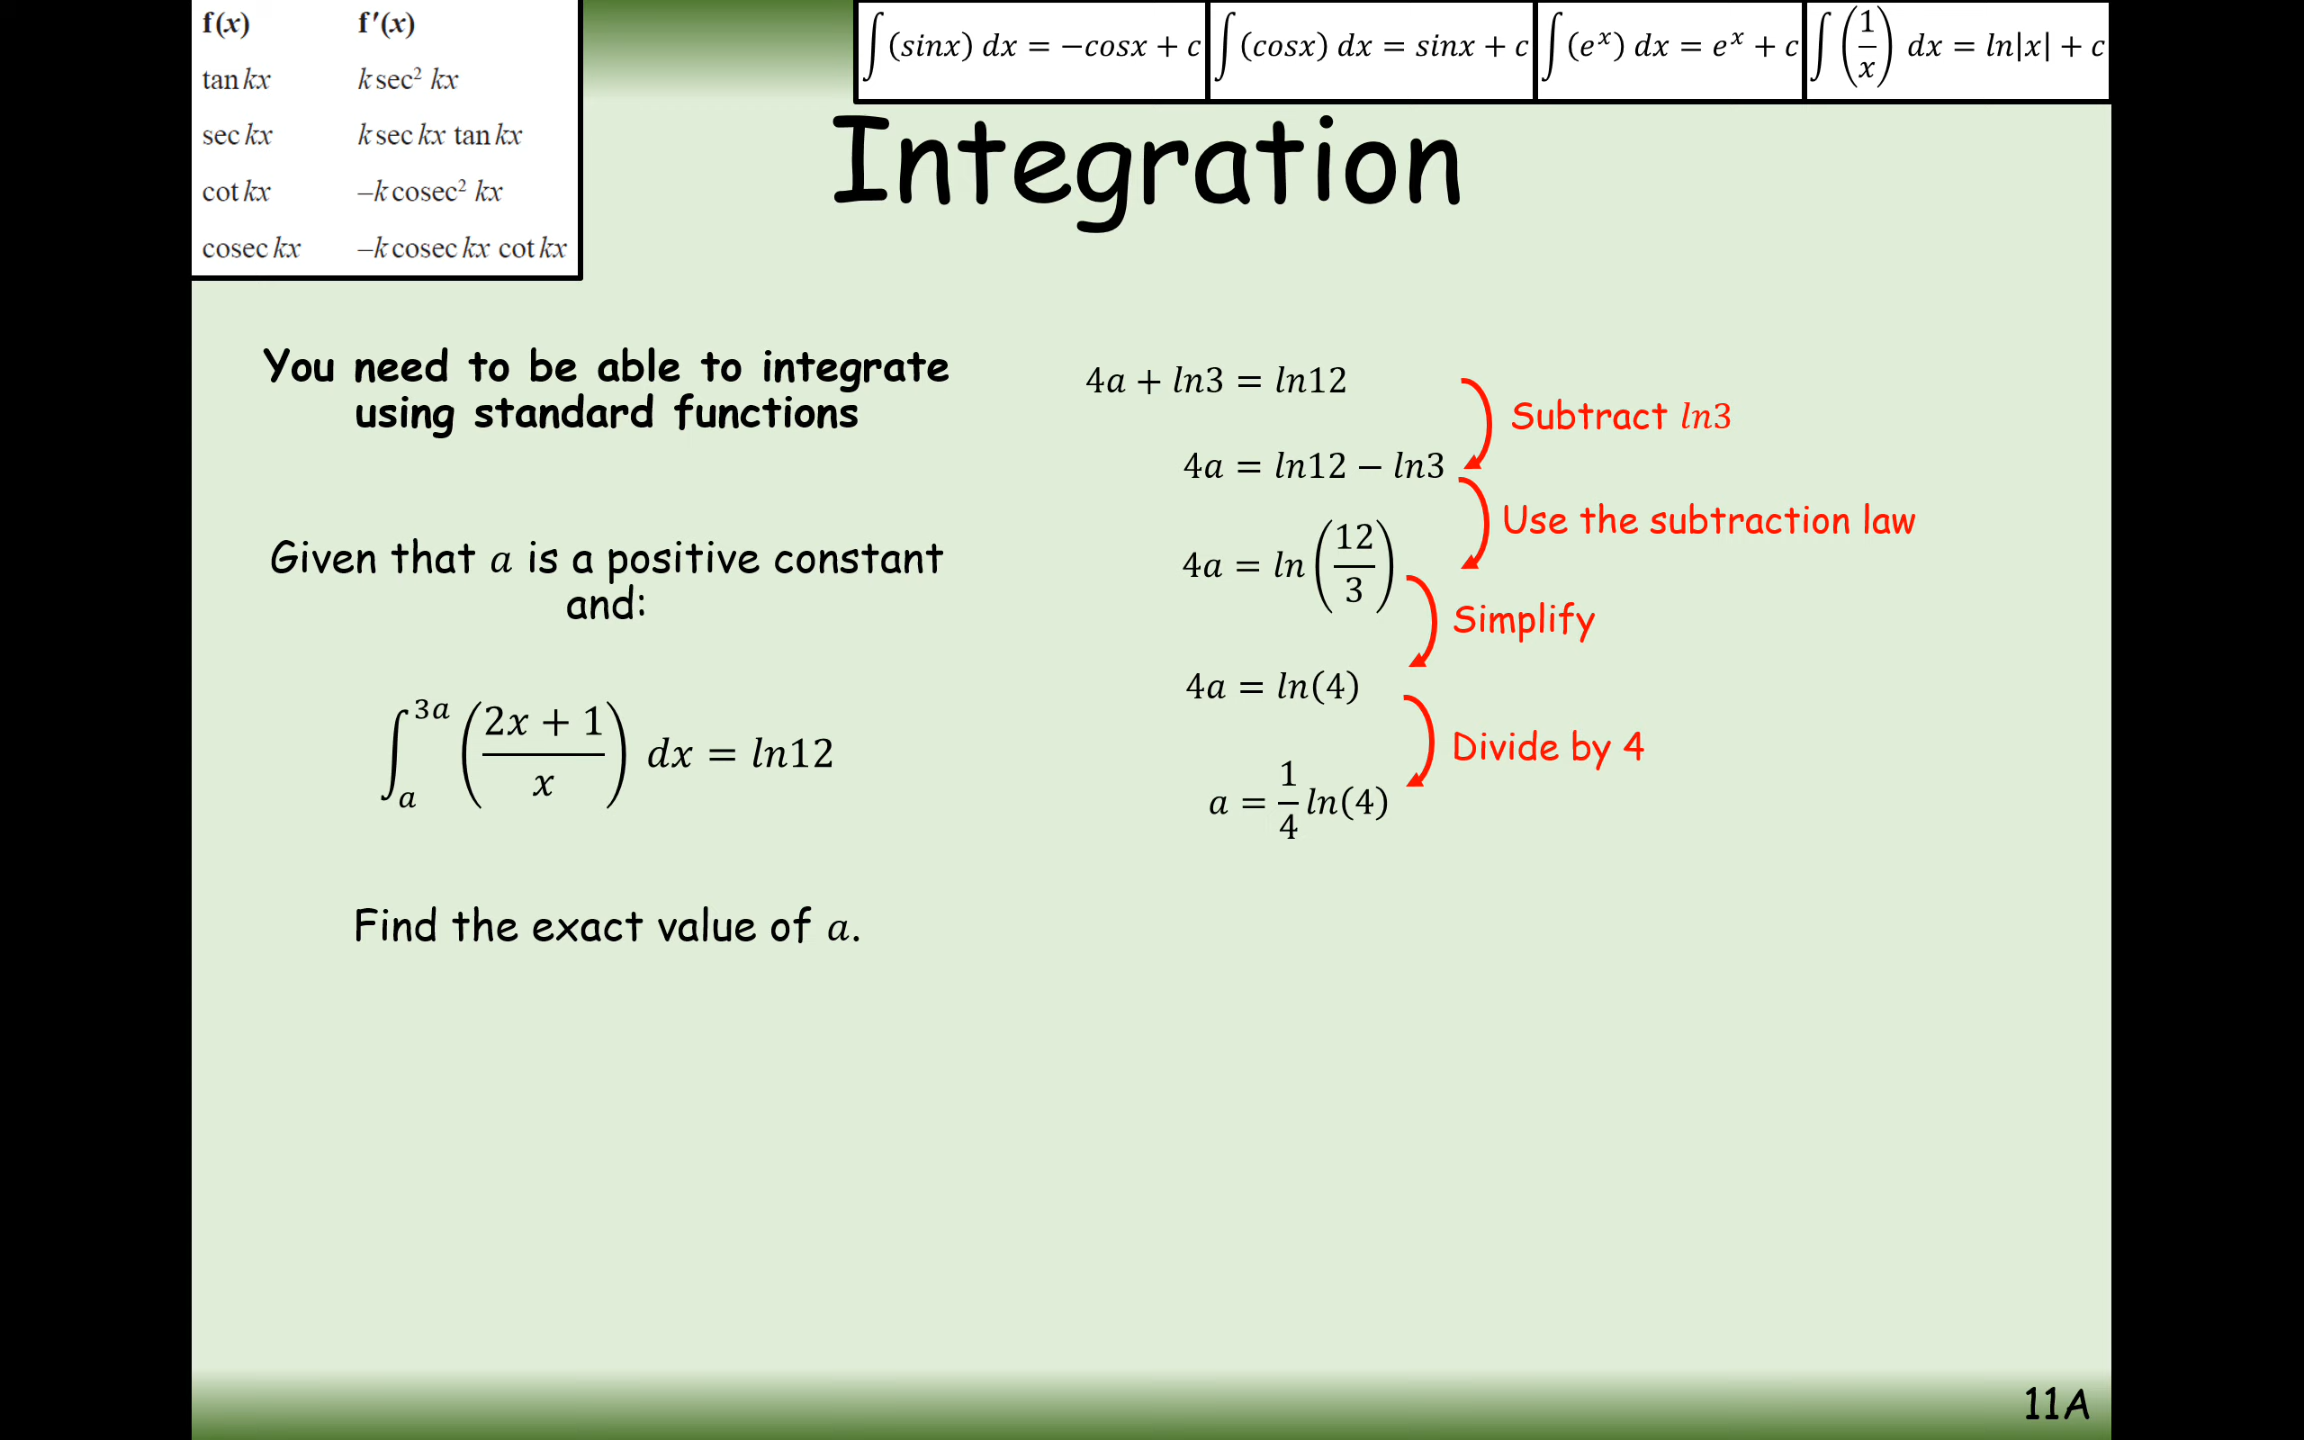 f(x) f′(x)
tan kx k sec² kx
sec kx k sec kx tan kx
cot kx –k cosec² kx
cosec kx –k cosec kx cot kx
∫(sinx) dx = −cosx + c
∫(cosx) dx = sinx + c
∫(eˣ) dx = eˣ + c
∫(1/x) dx = ln|x| + c
Integration
You need to be able to integrate
using standard functions
Given that a is a positive constant
and:
∫ₐ³ᵃ ((2x + 1)/x) dx = ln12
Find the exact value of a.
4a + ln3 = ln12
Subtract ln3
4a = ln12 − ln3
Use the subtraction law
4a = ln(12/3)
Simplify
4a = ln(4)
Divide by 4
a = 1/4 ln(4)
11A